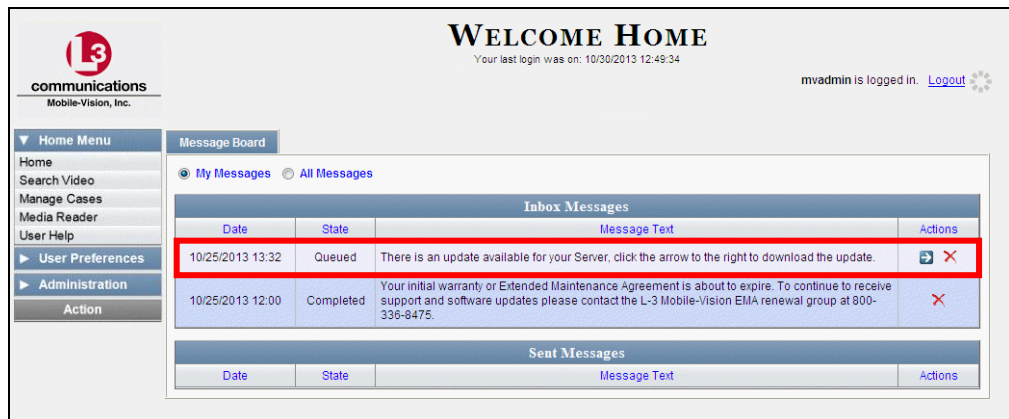 L3
communications
Mobile-Vision, Inc.
WELCOME HOME
Your last login was on: 10/30/2013 12:49:34
mvadmin is logged in. Logout
Home Menu
Home
Search Video
Manage Cases
Media Reader
User Help
User Preferences
Administration
Action
Message Board
My Messages All Messages
Inbox Messages
Date State Message Text Actions
10/25/2013 13:32 Queued There is an update available for your Server, click the arrow to the right to download the update.
10/25/2013 12:00 Completed Your initial warranty or Extended Maintenance Agreement is about to expire. To continue to receive
support and software updates please contact the L-3 Mobile-Vision EMA renewal group at 800-
336-8475.
Sent Messages
Date State Message Text Actions